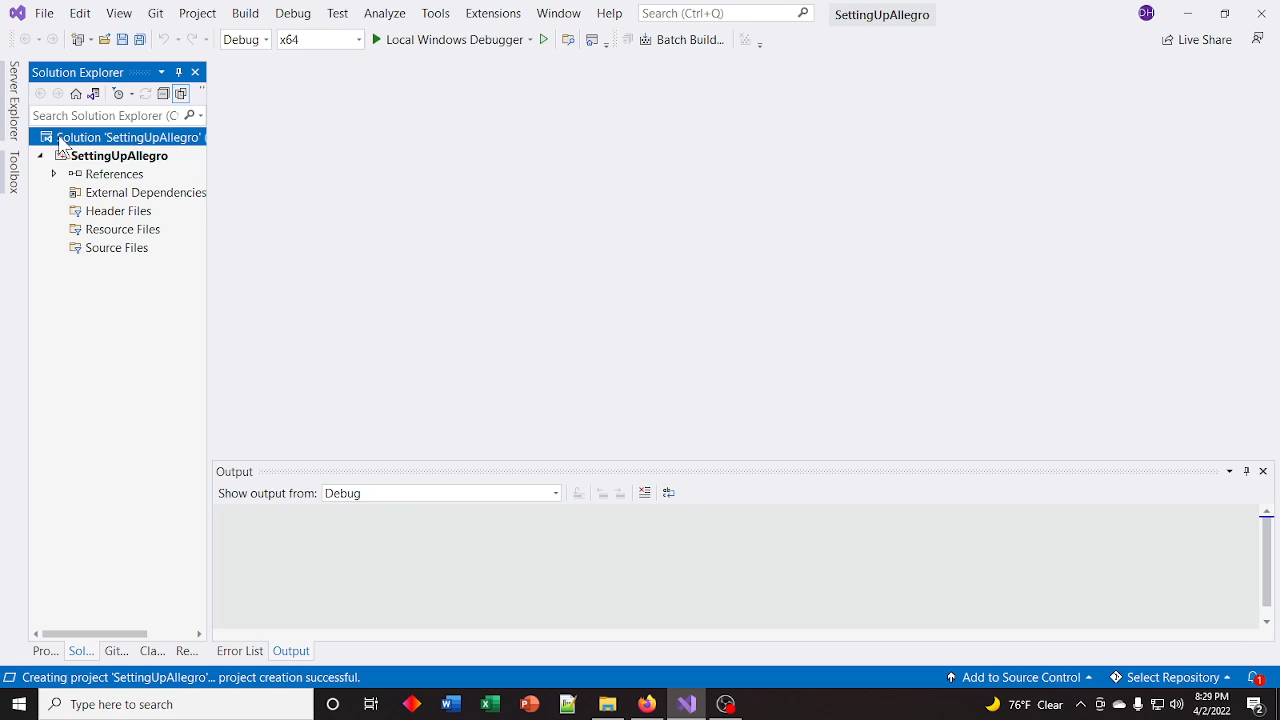 File Edit View Git Project Build Debug Test Analyze Tools Extensions Window Help Search (Ctrl+Q) SettingUpAllegro DH
Debug x64 Local Windows Debugger Batch Build... Live Share
Server Explorer
Toolbox
Solution Explorer
Search Solution Explorer (C
Solution 'SettingUpAllegro' (
SettingUpAllegro
References
External Dependencies
Header Files
Resource Files
Source Files
Output
Show output from: Debug
Pro... Sol... Git... Cla... Re... Error List Output
Creating project 'SettingUpAllegro'... project creation successful. Add to Source Control Select Repository 1
Type here to search 76°F Clear 8:29 PM
4/2/2022